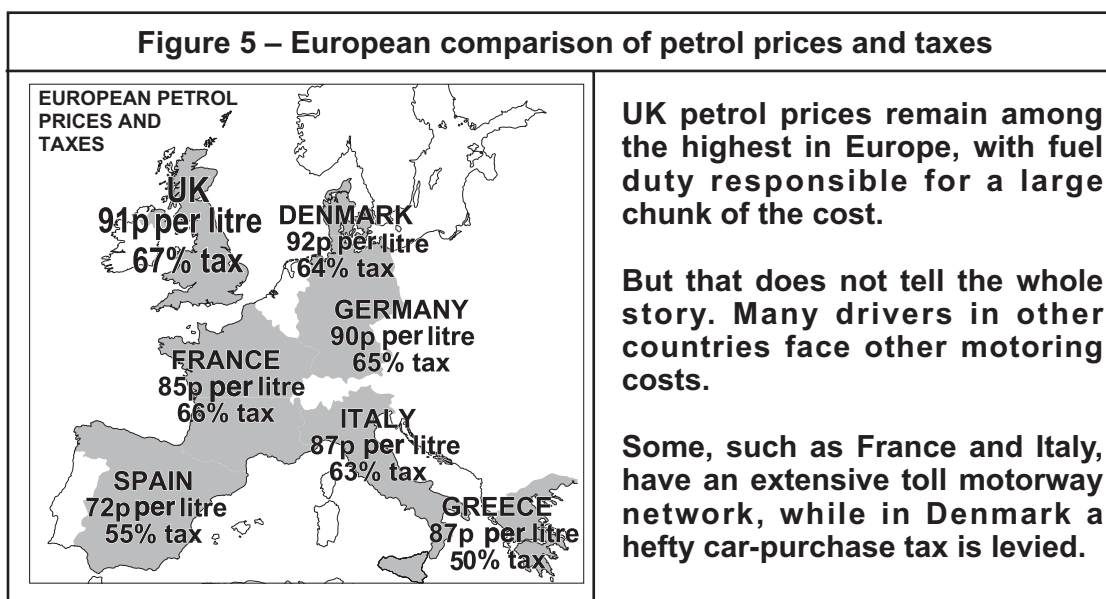 Figure 5 – European comparison of petrol prices and taxes
EUROPEAN PETROL
PRICES AND
TAXES
UK
91p per litre
67% tax
DENMARK
92p per litre
64% tax
GERMANY
90p per litre
65% tax
FRANCE
85p per litre
66% tax
ITALY
87p per litre
63% tax
SPAIN
72p per litre
55% tax
GREECE
87p per litre
50% tax
UK petrol prices remain among
the highest in Europe, with fuel
duty responsible for a large
chunk of the cost.
But that does not tell the whole
story. Many drivers in other
countries face other motoring
costs.
Some, such as France and Italy,
have an extensive toll motorway
network, while in Denmark a
hefty car-purchase tax is levied.